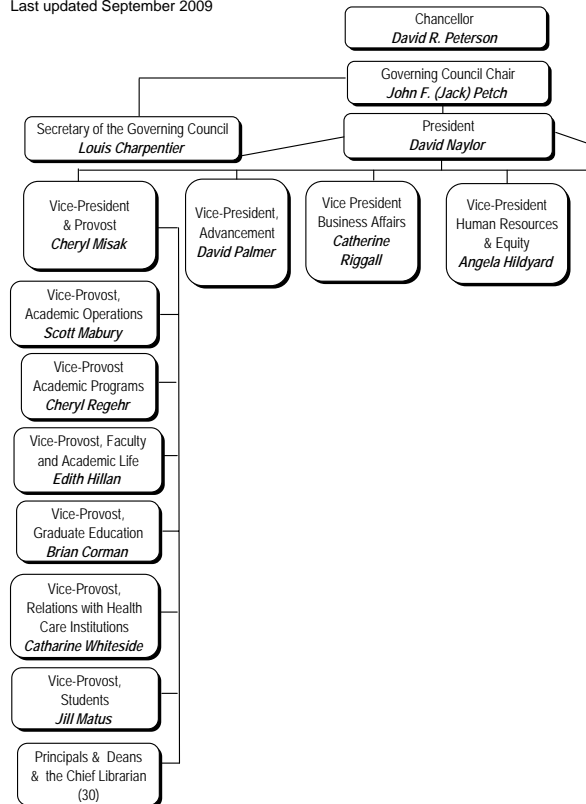 Last updated September 2009
Chancellor
David R. Peterson
Governing Council Chair
John F. (Jack) Petch
Secretary of the Governing Council
Louis Charpentier
President
David Naylor
Vice-President
& Provost
Cheryl Misak
Vice-President,
Advancement
David Palmer
Vice President
Business Affairs
Catherine
Riggall
Vice-President
Human Resources
& Equity
Angela Hildyard
Vice-Provost,
Academic Operations
Scott Mabury
Vice-Provost
Academic Programs
Cheryl Regehr
Vice-Provost, Faculty
and Academic Life
Edith Hillan
Vice-Provost,
Graduate Education
Brian Corman
Vice-Provost,
Relations with Health
Care Institutions
Catharine Whiteside
Vice-Provost,
Students
Jill Matus
Principals & Deans
& the Chief Librarian
(30)